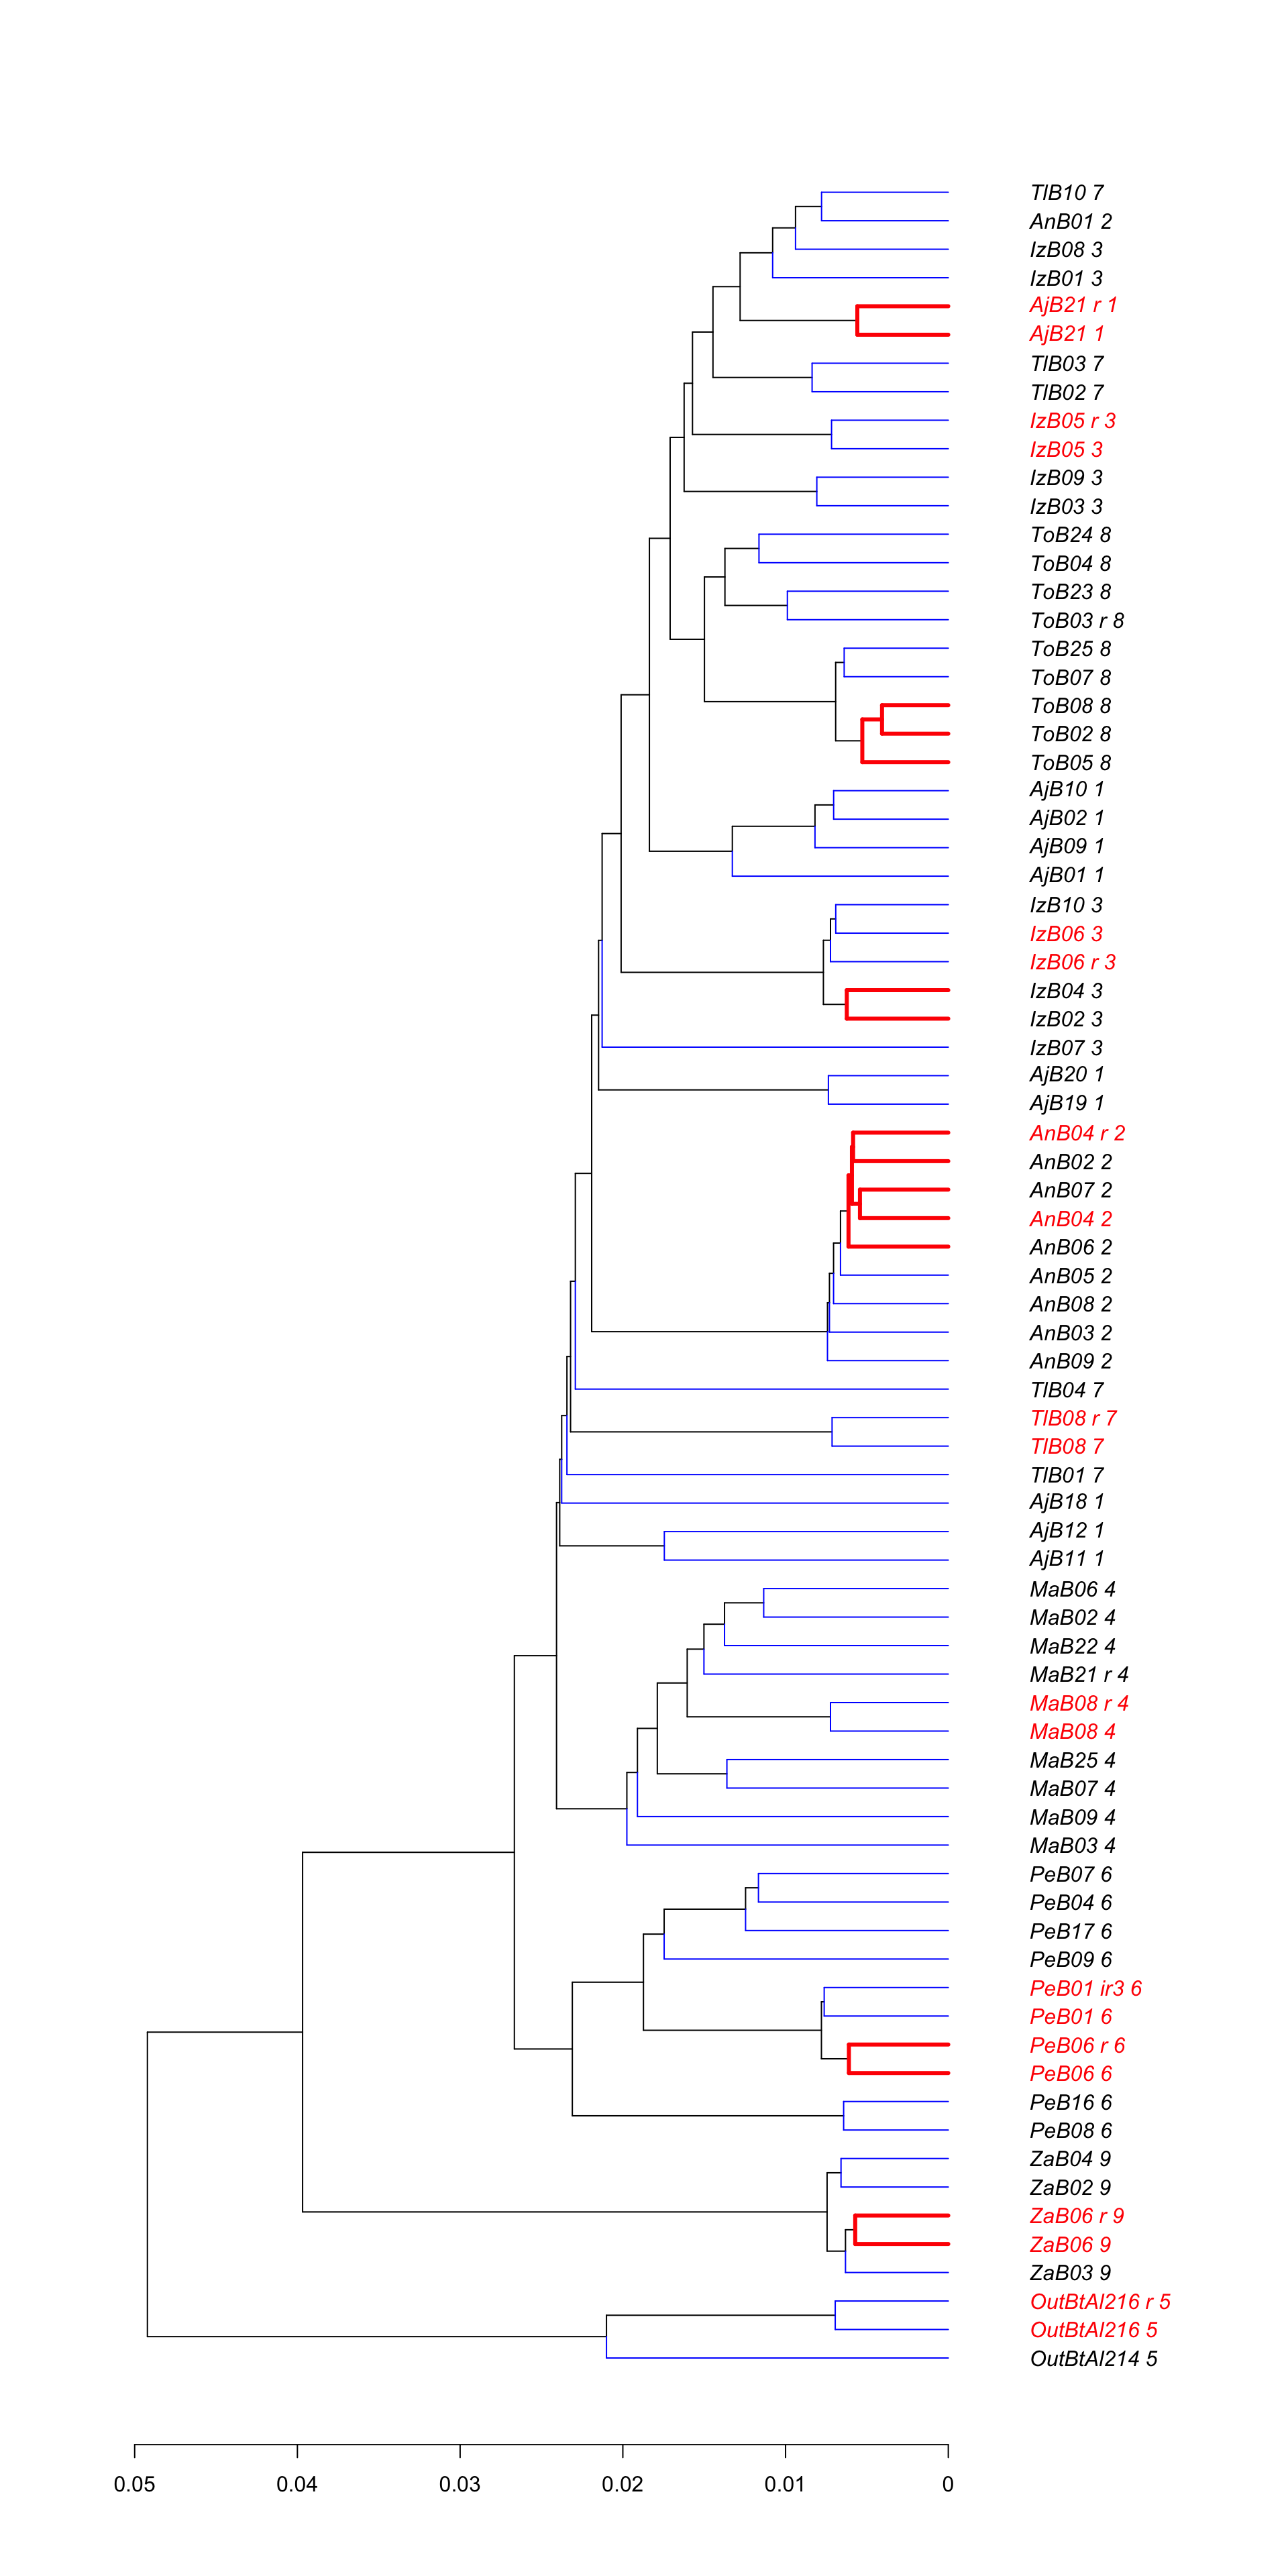 TlB10 7
AnB01 2
IzB08 3
IzB01 3
AjB21 r 1
AjB21 1
TlB03 7
TlB02 7
IzB05 r 3
IzB05 3
IzB09 3
IzB03 3
ToB24 8
ToB04 8
ToB23 8
ToB03 r 8
ToB25 8
ToB07 8
ToB08 8
ToB02 8
ToB05 8
AjB10 1
AjB02 1
AjB09 1
AjB01 1
IzB10 3
IzB06 3
IzB06 r 3
IzB04 3
IzB02 3
IzB07 3
AjB20 1
AjB19 1
AnB04 r 2
AnB02 2
AnB07 2
AnB04 2
AnB06 2
AnB05 2
AnB08 2
AnB03 2
AnB09 2
TlB04 7
TlB08 r 7
TlB08 7
TlB01 7
AjB18 1
AjB12 1
AjB11 1
MaB06 4
MaB02 4
MaB22 4
MaB21 r 4
MaB08 r 4
MaB08 4
MaB25 4
MaB07 4
MaB09 4
MaB03 4
PeB07 6
PeB04 6
PeB17 6
PeB09 6
PeB01 ir3 6
PeB01 6
PeB06 r 6
PeB06 6
PeB16 6
PeB08 6
ZaB04 9
ZaB02 9
ZaB06 r 9
ZaB06 9
ZaB03 9
OutBtAl216 r 5
OutBtAl216 5
OutBtAl214 5
0.05 0.04 0.03 0.02 0.01 0